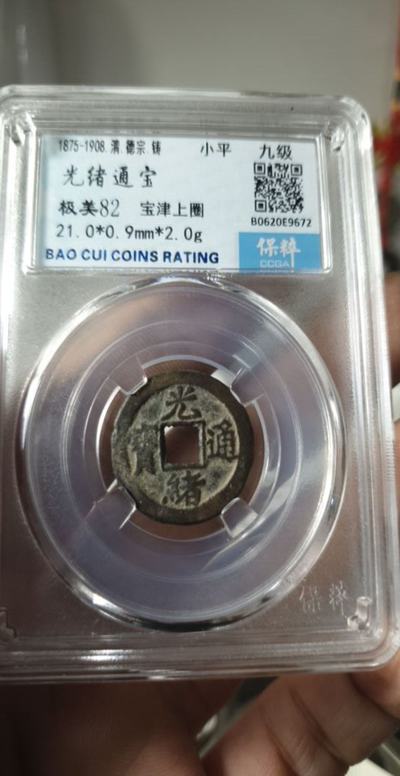 1875-1908 清 德宗 铸 小平 九级
光绪通宝
极美82 宝津上圈
21.0*0.9mm*2.0g
B0620E9672
保粹
CCGA
BAO CUI COINS RATING
光
寶 通
緒
保粹